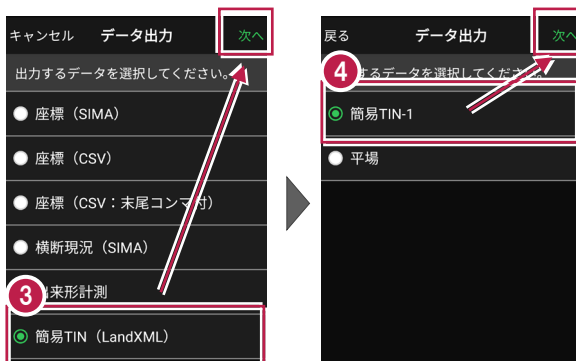 キャンセル データ出力 次へ
出力するデータを選択してください。
座標（SIMA）
座標（CSV）
座標（CSV：末尾コンマ付）
横断現況（SIMA）
3 出来形計測
簡易TIN（LandXML）
戻る データ出力 次へ
4 するデータを選択してください。
簡易TIN-1
平場